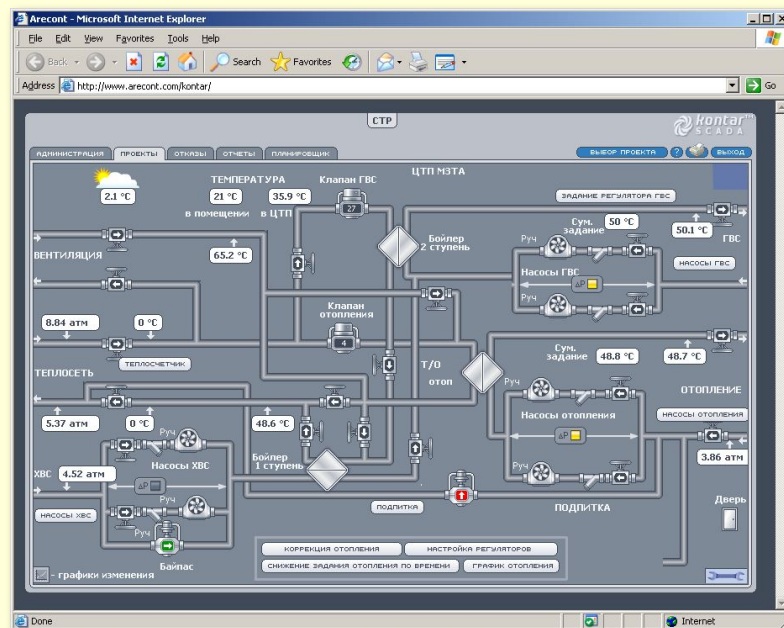 Arecont - Microsoft Internet Explorer
File Edit View Favorites Tools Help
Back Search Favorites
Address http://www.arecont.com/kontar/ Go
СТР
kontar™
SCADA
АДМИНИСТРАЦИЯ ПРОЕКТЫ ОТКАЗЫ ОТЧЕТЫ ПЛАНИРОВЩИК ВЫБОР ПРОЕКТА ? ВЫХОД
ТЕМПЕРАТУРА Клапан ГВС ЦТП МЗТА
2.1 °C 21 °C 35.9 °C ЗАДАНИЕ РЕГУЛЯТОРА ГВС
в помещении в ЦТП 27 Сум. задание 50 °C 50.1 °C ГВС
ВЕНТИЛЯЦИЯ 65.2 °C Бойлер 2 ступень Руч
Насосы ГВС НАСОСЫ ГВС
ΔP
Клапан отопления Руч
8.84 атм 0 °C 4
ТЕПЛОСЧЕТЧИК Т/О отоп Сум. задание 48.8 °C 48.7 °C
ТЕПЛОСЕТЬ Руч ОТОПЛЕНИЕ
5.37 атм 0 °C 48.6 °C Насосы отопления НАСОСЫ ОТОПЛЕНИЯ
Руч ΔP
ХВС 4.52 атм Насосы ХВС Бойлер 1 ступень 3.86 атм
ΔP Руч
Руч ПОДПИТКА ПОДПИТКА Дверь
НАСОСЫ ХВС
Руч
Байпас
КОРРЕКЦИЯ ОТОПЛЕНИЯ НАСТРОЙКА РЕГУЛЯТОРОВ
СНИЖЕНИЕ ЗАДАНИЯ ОТОПЛЕНИЯ ПО ВРЕМЕНИ ГРАФИК ОТОПЛЕНИЯ
- графики изменения
Done Internet